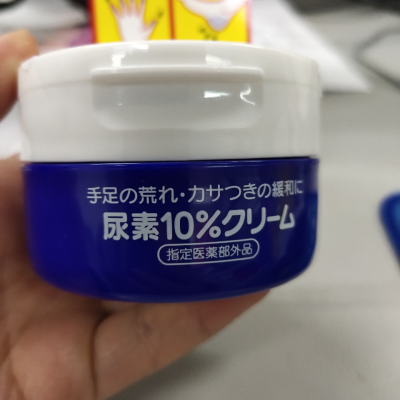 手足の荒れ・カサつきの緩和に
尿素10%クリーム
指定医薬部外品